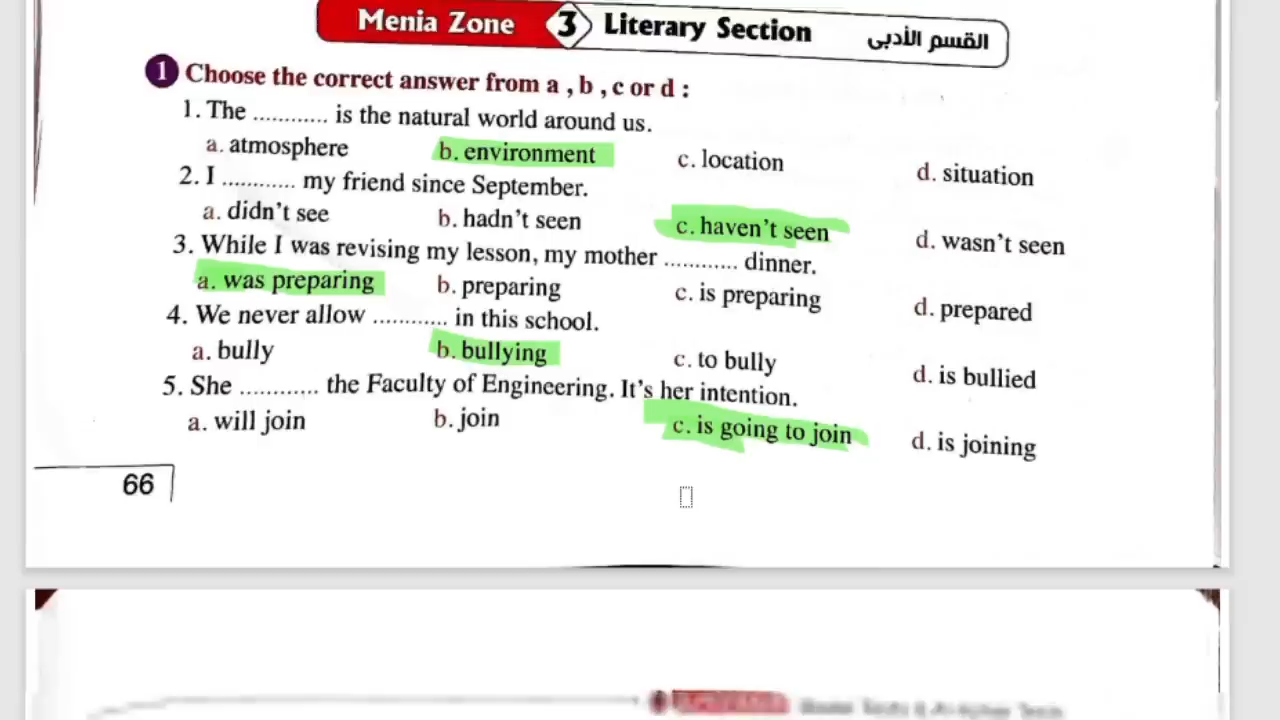 Menia Zone 3 Literary Section القسم الأدبى
1 Choose the correct answer from a , b , c or d :
1. The ............ is the natural world around us.
a. atmosphere b. environment c. location d. situation
2. I ............ my friend since September.
a. didn't see b. hadn't seen c. haven't seen d. wasn't seen
3. While I was revising my lesson, my mother ............ dinner.
a. was preparing b. preparing c. is preparing d. prepared
4. We never allow ............ in this school.
a. bully b. bullying c. to bully d. is bullied
5. She ............. the Faculty of Engineering. It's her intention.
a. will join b. join c. is going to join d. is joining
66